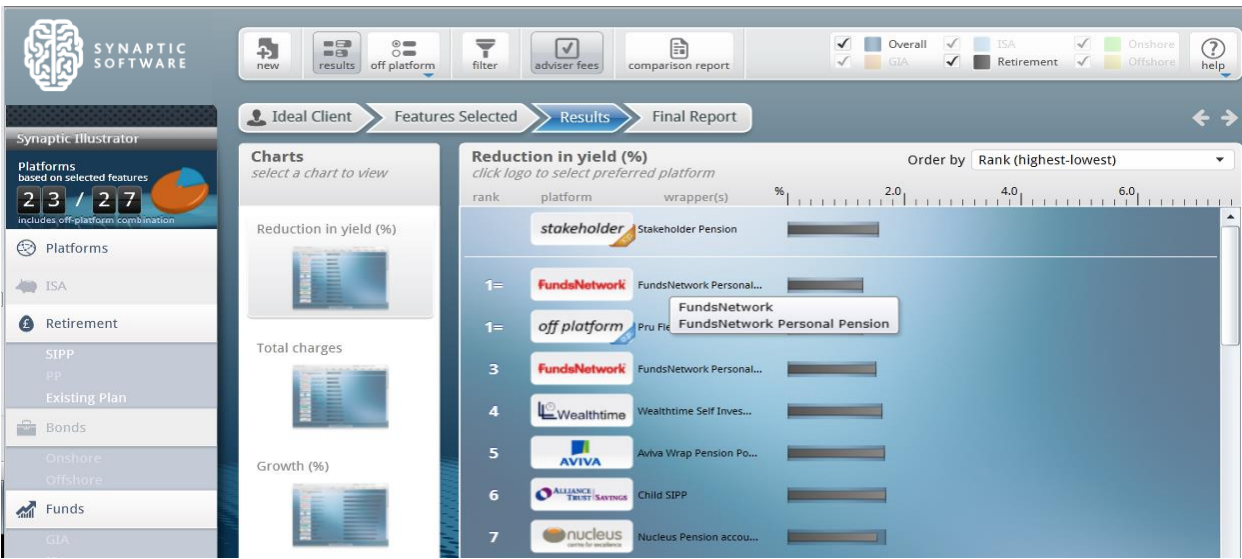 SYNAPTIC
SOFTWARE
new
results
off platform
filter
adviser fees
comparison report
Overall
ISA
Onshore
GIA
Retirement
Offshore
help
Ideal Client
Features Selected
Results
Final Report
Synaptic Illustrator
Platforms
based on selected features
23 / 27
includes off-platform combination
Platforms
ISA
Retirement
SIPP
PP
Existing Plan
Bonds
Onshore
Offshore
Funds
GIA
Charts
select a chart to view
Reduction in yield (%)
Total charges
Growth (%)
Reduction in yield (%)
click logo to select preferred platform
Order by Rank (highest-lowest)
rank platform wrapper(s) % 2.0 4.0 6.0
stakeholder Stakeholder Pension
1= FundsNetwork FundsNetwork Personal...
FundsNetwork
FundsNetwork Personal Pension
1= off platform Pru
3 FundsNetwork FundsNetwork Personal...
4 Wealthtime Wealthtime Self Inves...
5 AVIVA Aviva Wrap Pension Po...
6 ALLIANCE TRUST SAVINGS Child SIPP
7 nucleus Nucleus Pension accou...